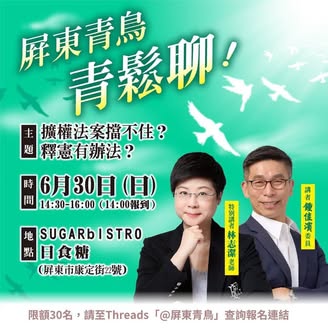 屏東青鳥
青鬆聊!
主題
擴權法案擋不住?
釋憲有辦法?
時間
6月30日(日)
14:30-16:00(14:00報到)
地點
SUGARbISTRO
日食糖
(屏東市康定街22號)
特別講者 林志潔 老師
講者 鍾佳濱 委員
限額30名,請至Threads「@屏東青鳥」查詢報名連結